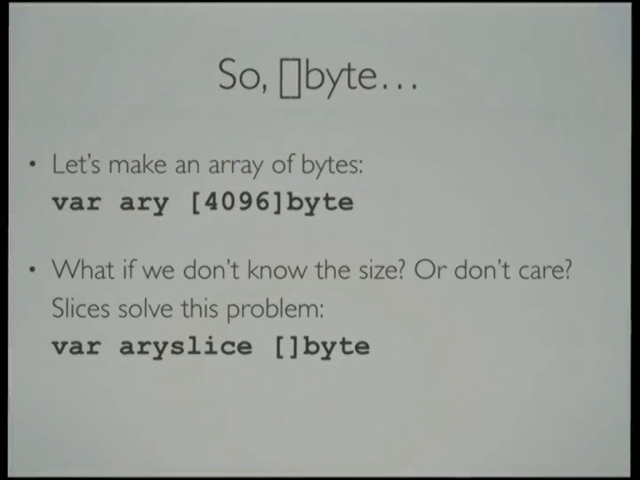 So, []byte...
• Let's make an array of bytes:
var ary [4096]byte
• What if we don't know the size? Or don't care?
Slices solve this problem:
var aryslice []byte